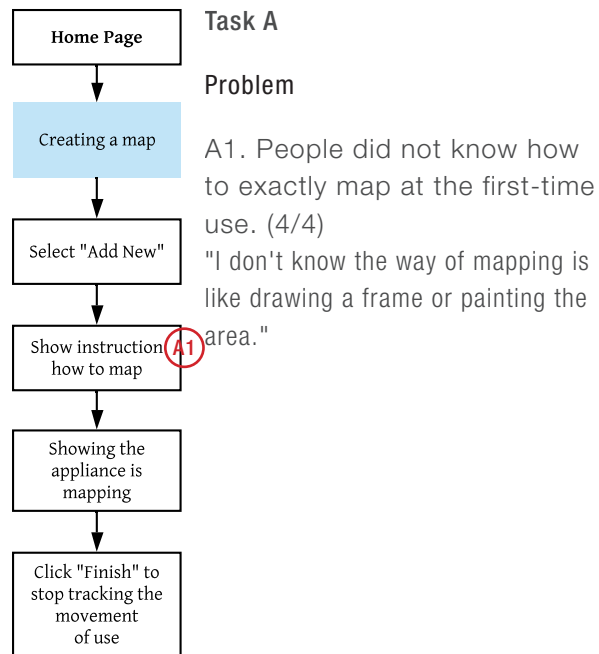 Home Page
Creating a map
Select "Add New"
Show instruction
how to map
A1
Showing the
appliance is
mapping
Click "Finish" to
stop tracking the
movement
of use
Task A
Problem
A1. People did not know how
to exactly map at the first-time
use. (4/4)
"I don't know the way of mapping is
like drawing a frame or painting the
area."